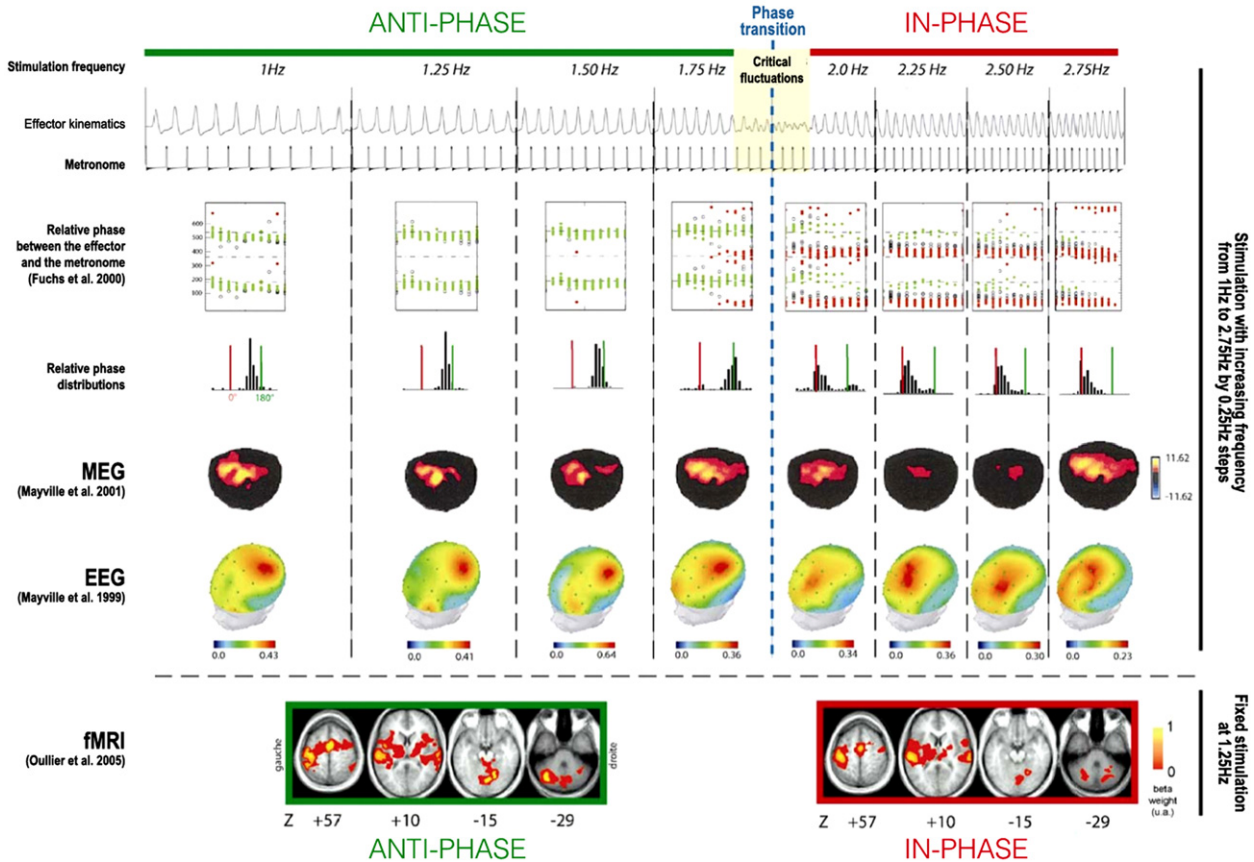 ANTI-PHASE
Phase
transition
IN-PHASE
Stimulation frequency
1Hz
1.25 Hz
1.50 Hz
1.75 Hz
Critical
fluctuations
2.0 Hz
2.25 Hz
2.50 Hz
2.75Hz
Effector kinematics
Metronome
Relative phase
between the effector
and the metronome
(Fuchs et al. 2000)
600
500
400
300
200
100
Relative phase
distributions
0°
180°
MEG
(Mayville et al. 2001)
11.62
-11.62
EEG
(Mayville et al. 1999)
0.0 0.43
0.0 0.41
0.0 0.64
0.0 0.36
0.0 0.34
0.0 0.36
0.0 0.30
0.0 0.23
Stimulation with increasing frequency
from 1Hz to 2.75Hz by 0.25Hz steps
fMRI
(Oullier et al. 2005)
gauche
droite
Z +57 +10 -15 -29
ANTI-PHASE
Z +57 +10 -15 -29
IN-PHASE
1
0
beta
weight
(u.a.)
Fixed stimulation
at 1.25Hz